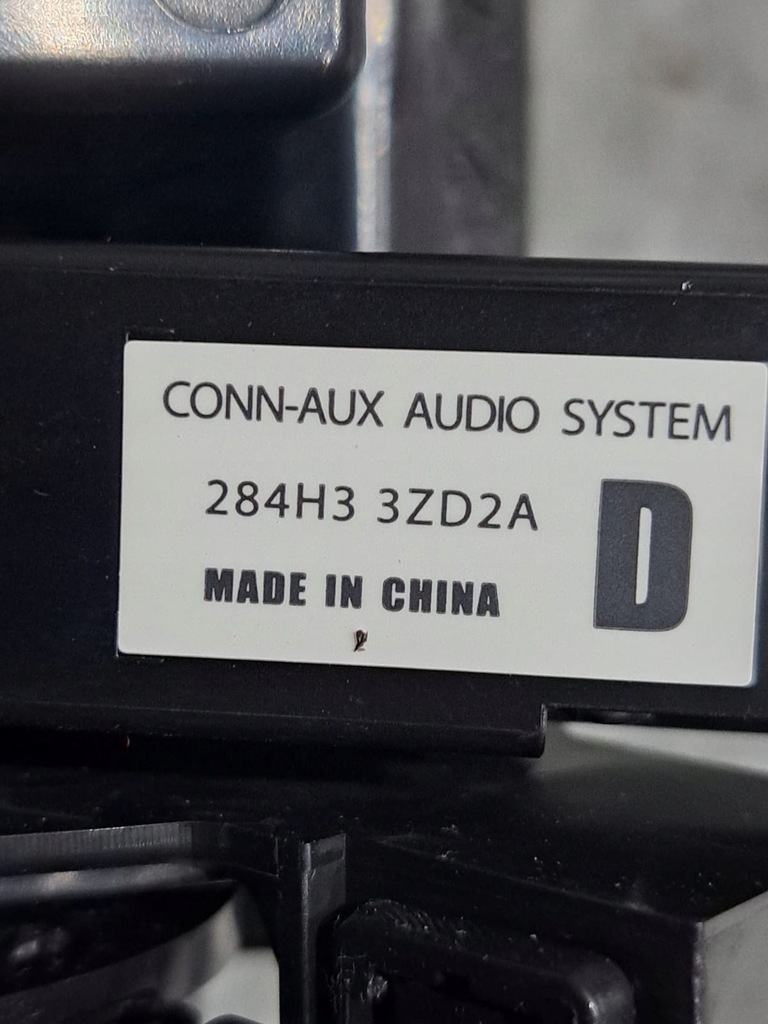 CONN-AUX AUDIO SYSTEM
284H3 3ZD2A
D
MADE IN CHINA